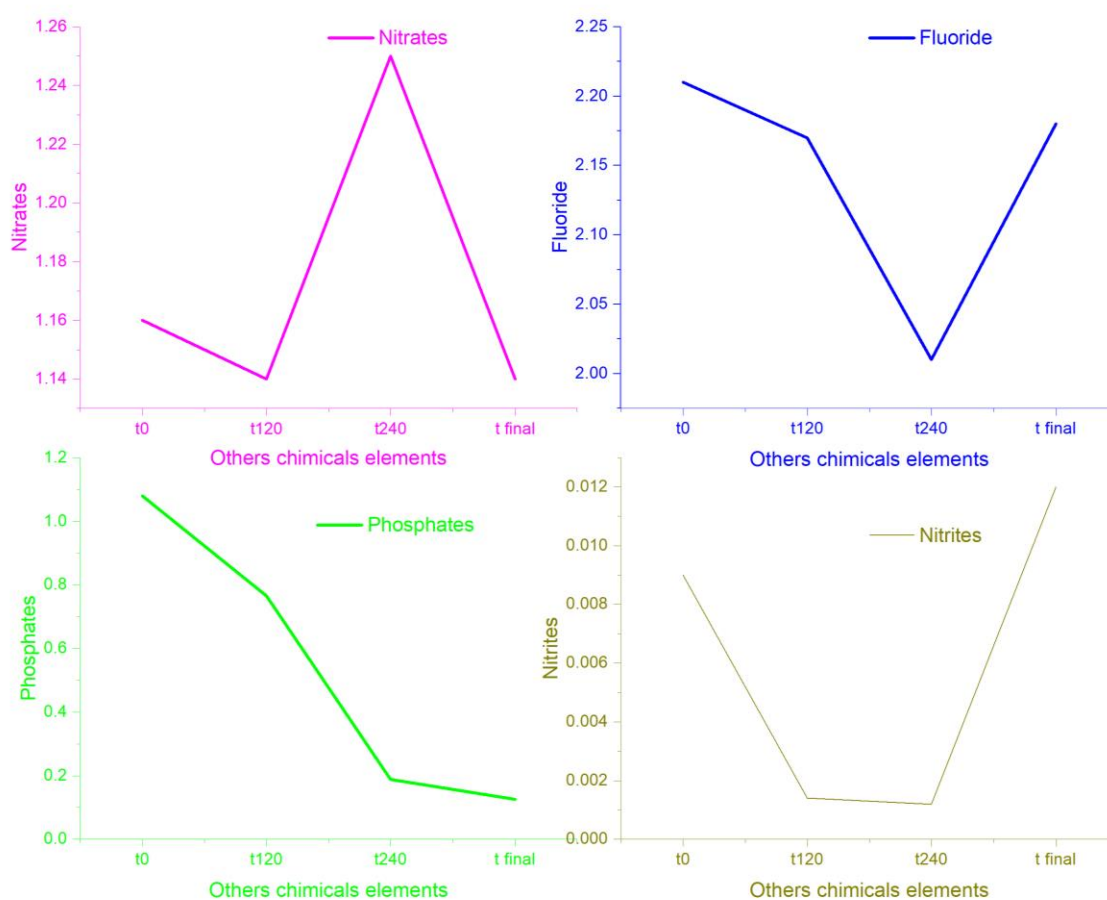 Nitrates
1.26
1.24
1.22
1.20
1.18
1.16
1.14
Nitrates
t0
t120
t240
t final
Others chimicals elements
Fluoride
2.25
2.20
2.15
2.10
2.05
2.00
Fluoride
t0
t120
t240
t final
Others chimicals elements
Phosphates
1.2
1.0
0.8
0.6
0.4
0.2
0.0
Phosphates
t0
t120
t240
t final
Others chimicals elements
Nitrites
0.012
0.010
0.008
0.006
0.004
0.002
0.000
Nitrites
t0
t120
t240
t final
Others chimicals elements